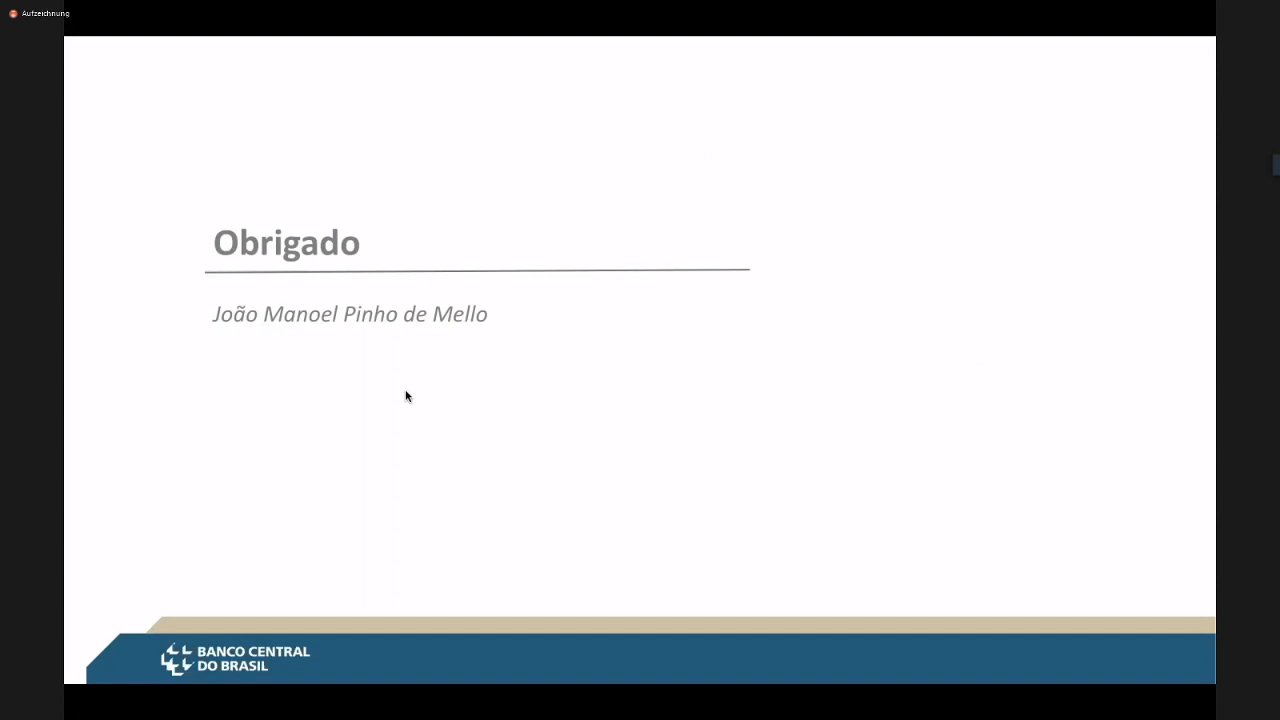 Aufzeichnung
Obrigado
João Manoel Pinho de Mello
BANCO CENTRAL
DO BRASIL